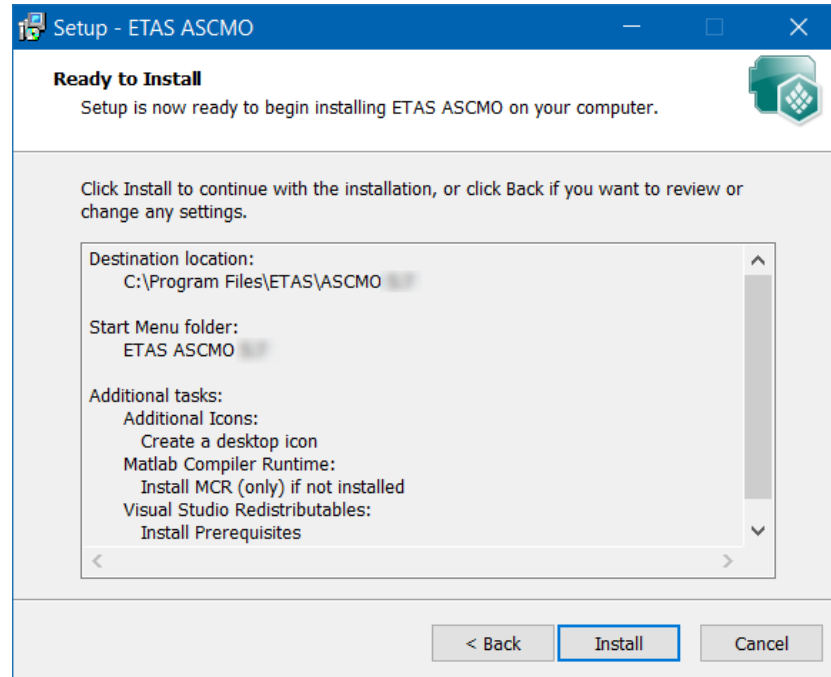 Setup - ETAS ASCMO
Ready to Install
Setup is now ready to begin installing ETAS ASCMO on your computer.
Click Install to continue with the installation, or click Back if you want to review or
change any settings.
Destination location:
C:\Program Files\ETAS\ASCMO
Start Menu folder:
ETAS ASCMO
Additional tasks:
Additional Icons:
Create a desktop icon
Matlab Compiler Runtime:
Install MCR (only) if not installed
Visual Studio Redistributables:
Install Prerequisites
< Back
Install
Cancel